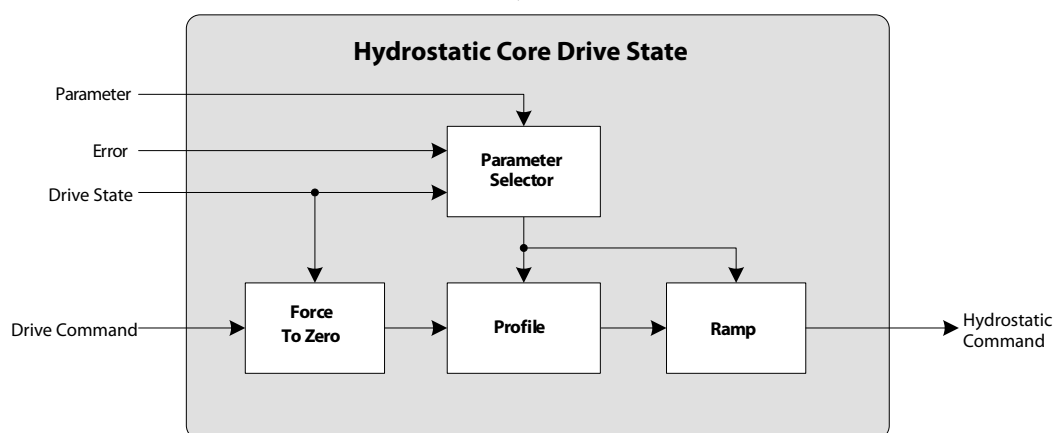 Hydrostatic Core Drive State
Parameter
Error
Drive State
Parameter
Selector
Drive Command
Force
To Zero
Profile
Ramp
Hydrostatic
Command